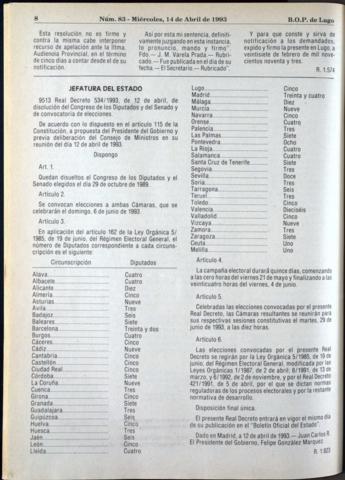 8 Núm. 83 - Miércoles, 14 de Abril de 1993 B.O.P. de Lugo
Esta resolución no es firme y
contra la misma cabe interponer
recurso de apelación ante la Iltma.
Audiencia Provincial, en el término
de cinco días a contar desde el de su
notificación.
Así por esta mi sentencia, definiti-
vamente juzgando en esta instancia,
lo pronuncio, mando y firmo".
Fdo.— J. M. Varela Prada.— Rubri-
cado.— Fue publicada en el día de su
fecha.— El Secretario.— Rubricado".
Y para que conste y sirva de
notificación a los demandados,
expido y firmo la presente en Lugo, a
veintiseis de febrero de mil nove-
cientos noventa y tres.
R. 1.574
JEFATURA DEL ESTADO
9513 Real Decreto 534/1993, de 12 de abril, de
disolución del Congreso de los Diputados y del Senado y
de convocatoria de elecciones.
De acuerdo con lo dispuesto en el artículo 115 de la
Constitución, a propuesta del Presidente del Gobierno y
previa deliberación del Consejo de Ministros en su
reunión del día 12 de abril de 1993.
Dispongo
Art. 1.
Quedan disueltos el Congreso de los Diputados y el
Senado elegidos el día 29 de octubre de 1989.
Artículo 2.
Se convocan elecciones a ambas Cámaras, que se
celebrarán el domingo, 6 de junio de 1993.
Artículo 3.
En aplicación del artículo 162 de la Ley Orgánica 5/
1985, de 19 de junio, del Régimen Electoral General, el
número de Diputados correspondiente a cada circuns-
cripción es el siguiente:
Circunscripción Diputados
Alava Cuatro
Albacete Cuatro
Alicante Diez
Almería Cinco
Asturias Nueve
Avila Tres
Badajoz Seis
Baleares Siete
Barcelona Treinta y dos
Burgos Cuatro
Cáceres Cinco
Cádiz Nueve
Cantabria Cinco
Castellón Cinco
Ciudad Real Cinco
Córdoba Siete
La Coruña Nueve
Cuenca Tres
Girona Cinco
Granada Siete
Guadalajara Tres
Guipúzcoa Seis
Huelva Cinco
Huesca Tres
Jaén Seis
León Cinco
Lleida Cuatro
Lugo Cinco
Madrid Treinta y cuatro
Málaga Diez
Murcia Nueve
Navarra Cinco
Orense Cuatro
Palencia Tres
Las Palmas Siete
Pontevedra Ocho
La Rioja Cuatro
Salamanca Cuatro
Santa Cruz de Tenerife Siete
Segovia Tres
Sevilla Doce
Soria Tres
Tarragona Seis
Teruel Tres
Toledo Cinco
Valencia Dieciséis
Valladolid Cinco
Vizcaya Nueve
Zamora Tres
Zaragoza Siete
Ceuta Uno
Melilla Uno
Artículo 4.
La campaña electoral durará quince días, comenzando
a las cero horas del viernes 21 de mayo y finalizando a las
veinticuatro horas del viernes, 4 de junio.
Artículo 5.
Celebradas las elecciones convocadas por el presente
Real Decreto, las Cámaras resultantes se reunirán para
sus respectivas sesiones constitutivas el martes, 29 de
junio de 1993, a las diez horas.
Artículo 6.
Las elecciones convocadas por el presente Real
Decreto se regirán por la Ley Orgánica 5/1985, de 19 de
junio, del Régimen Electoral General, modificada por las
Leyes Orgánicas 1/1987, de 2 de abril; 8/1991, de 13 de
marzo, y 6/1992, de 2 de noviembre, y por el Real Decreto
421/1991, de 5 de abril, por el que se dictan normas
reguladoras de los procesos electorales y por la restante
normativa de desarrollo.
Disposición final única.
El presente Real Decreto entrará en vigor el mismo día
de su publicación en el "Boletín Oficial del Estado".
Dado en Madrid, a 12 de abril de 1993.— Juan Carlos R.
El Presidente del Gobierno, Felipe González Márquez.
R. 1.923